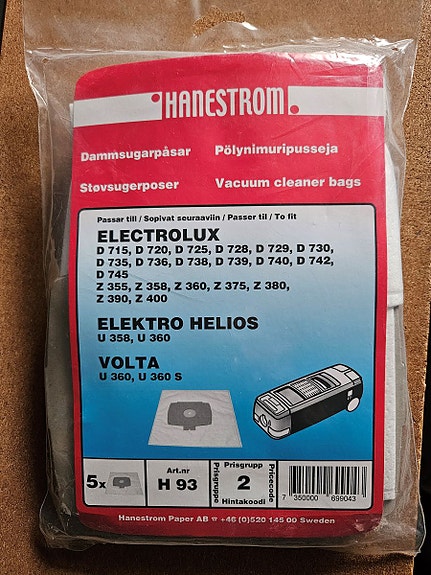 HANESTROM
Dammsugarpåsar Pölynimuripusseja
Støvsugerposer Vacuum cleaner bags
Passar till / Sopivat seuraaviin / Passer til / To fit
ELECTROLUX
D 715, D 720, D 725, D 728, D 729, D 730,
D 735, D 736, D 738, D 739, D 740, D 742,
D 745
Z 355, Z 358, Z 360, Z 375, Z 380,
Z 390, Z 400
ELEKTRO HELIOS
U 358, U 360
VOLTA
U 360, U 360 S
5x
Art.nr
H 93
Prisgruppe
Prisgrupp
2
Hintakoodi
Pricecode
7 350000 699043
Hanestrom Paper AB ☎ +46 (0)520 145 00 Sweden